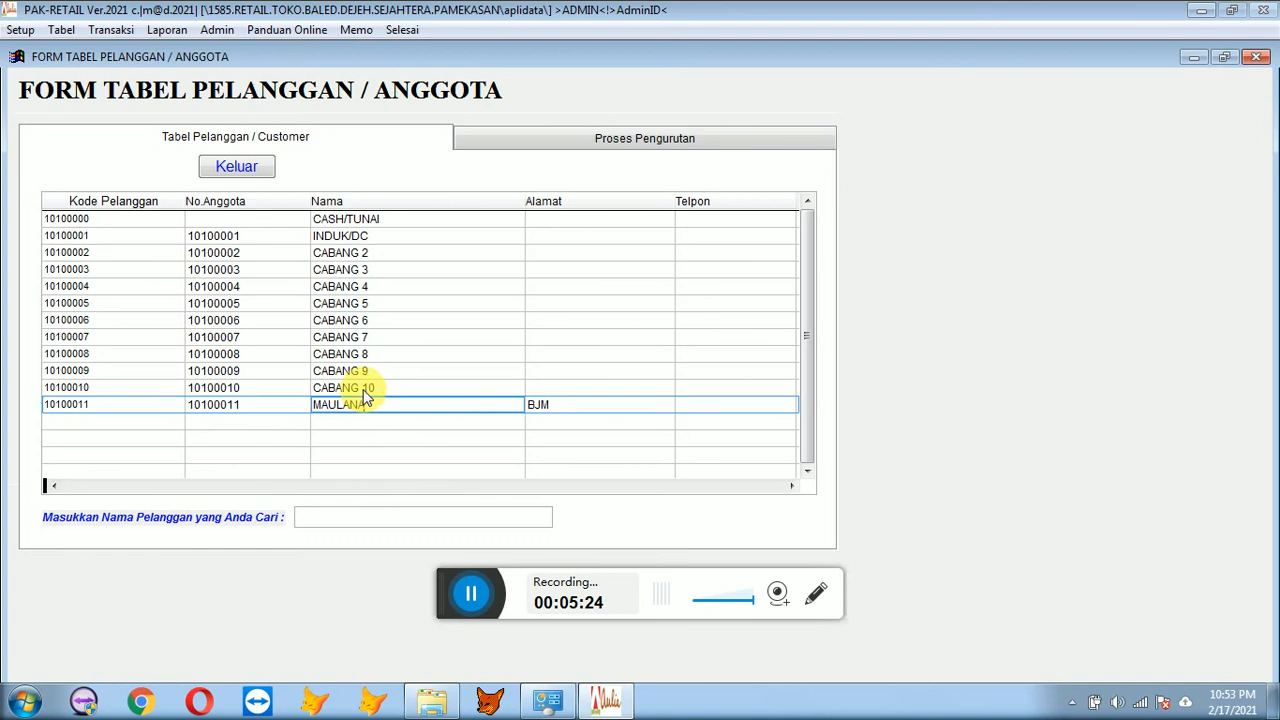 PAK-RETAIL Ver.2021 c.|m@d.2021| [\1585.RETAIL.TOKO.BALED.DEJEH.SEJAHTERA.PAMEKASAN\aplidata\] >ADMIN<!>AdminID<
Setup Tabel Transaksi Laporan Admin Panduan Online Memo Selesai
FORM TABEL PELANGGAN / ANGGOTA
FORM TABEL PELANGGAN / ANGGOTA
Tabel Pelanggan / Customer Proses Pengurutan
Keluar
Kode Pelanggan No.Anggota Nama Alamat Telpon
10100000 CASH/TUNAI
10100001 10100001 INDUK/DC
10100002 10100002 CABANG 2
10100003 10100003 CABANG 3
10100004 10100004 CABANG 4
10100005 10100005 CABANG 5
10100006 10100006 CABANG 6
10100007 10100007 CABANG 7
10100008 10100008 CABANG 8
10100009 10100009 CABANG 9
10100010 10100010 CABANG 10
10100011 10100011 MAULANA BJM
Masukkan Nama Pelanggan yang Anda Cari :
Recording...
00:05:24
Mulia
10:53 PM
2/17/2021